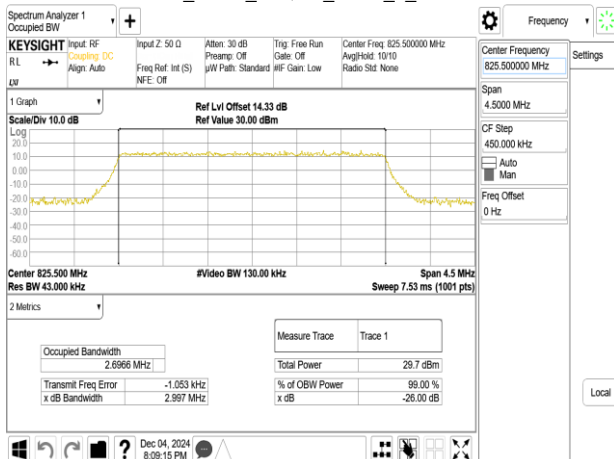 Spectrum Analyzer 1
Occupied BW
+
Frequency
KEYSIGHT
RL
LXI
Input: RF
Coupling: DC
Align: Auto
Input Z: 50 Ω
Freq Ref: Int (S)
NFE: Off
Atten: 30 dB
Preamp: Off
µW Path: Standard
Trig: Free Run
Gate: Off
#IF Gain: Low
Center Freq: 825.500000 MHz
Avg|Hold: 10/10
Radio Std: None
Center Frequency
825.500000 MHz
Settings
Span
4.5000 MHz
CF Step
450.000 kHz
Auto
Man
Freq Offset
0 Hz
1 Graph
Scale/Div 10.0 dB
Ref Lvl Offset 14.33 dB
Ref Value 30.00 dBm
Log
20.0
10.0
0.00
-10.0
-20.0
-30.0
-40.0
-50.0
-60.0
Center 825.500 MHz
#Video BW 130.00 kHz
Span 4.5 MHz
Res BW 43.000 kHz
Sweep 7.53 ms (1001 pts)
2 Metrics
Measure Trace
Trace 1
Occupied Bandwidth
2.6966 MHz
Total Power
29.7 dBm
Transmit Freq Error
-1.053 kHz
% of OBW Power
99.00 %
x dB Bandwidth
2.997 MHz
x dB
-26.00 dB
Local
?
Dec 04, 2024
8:09:15 PM